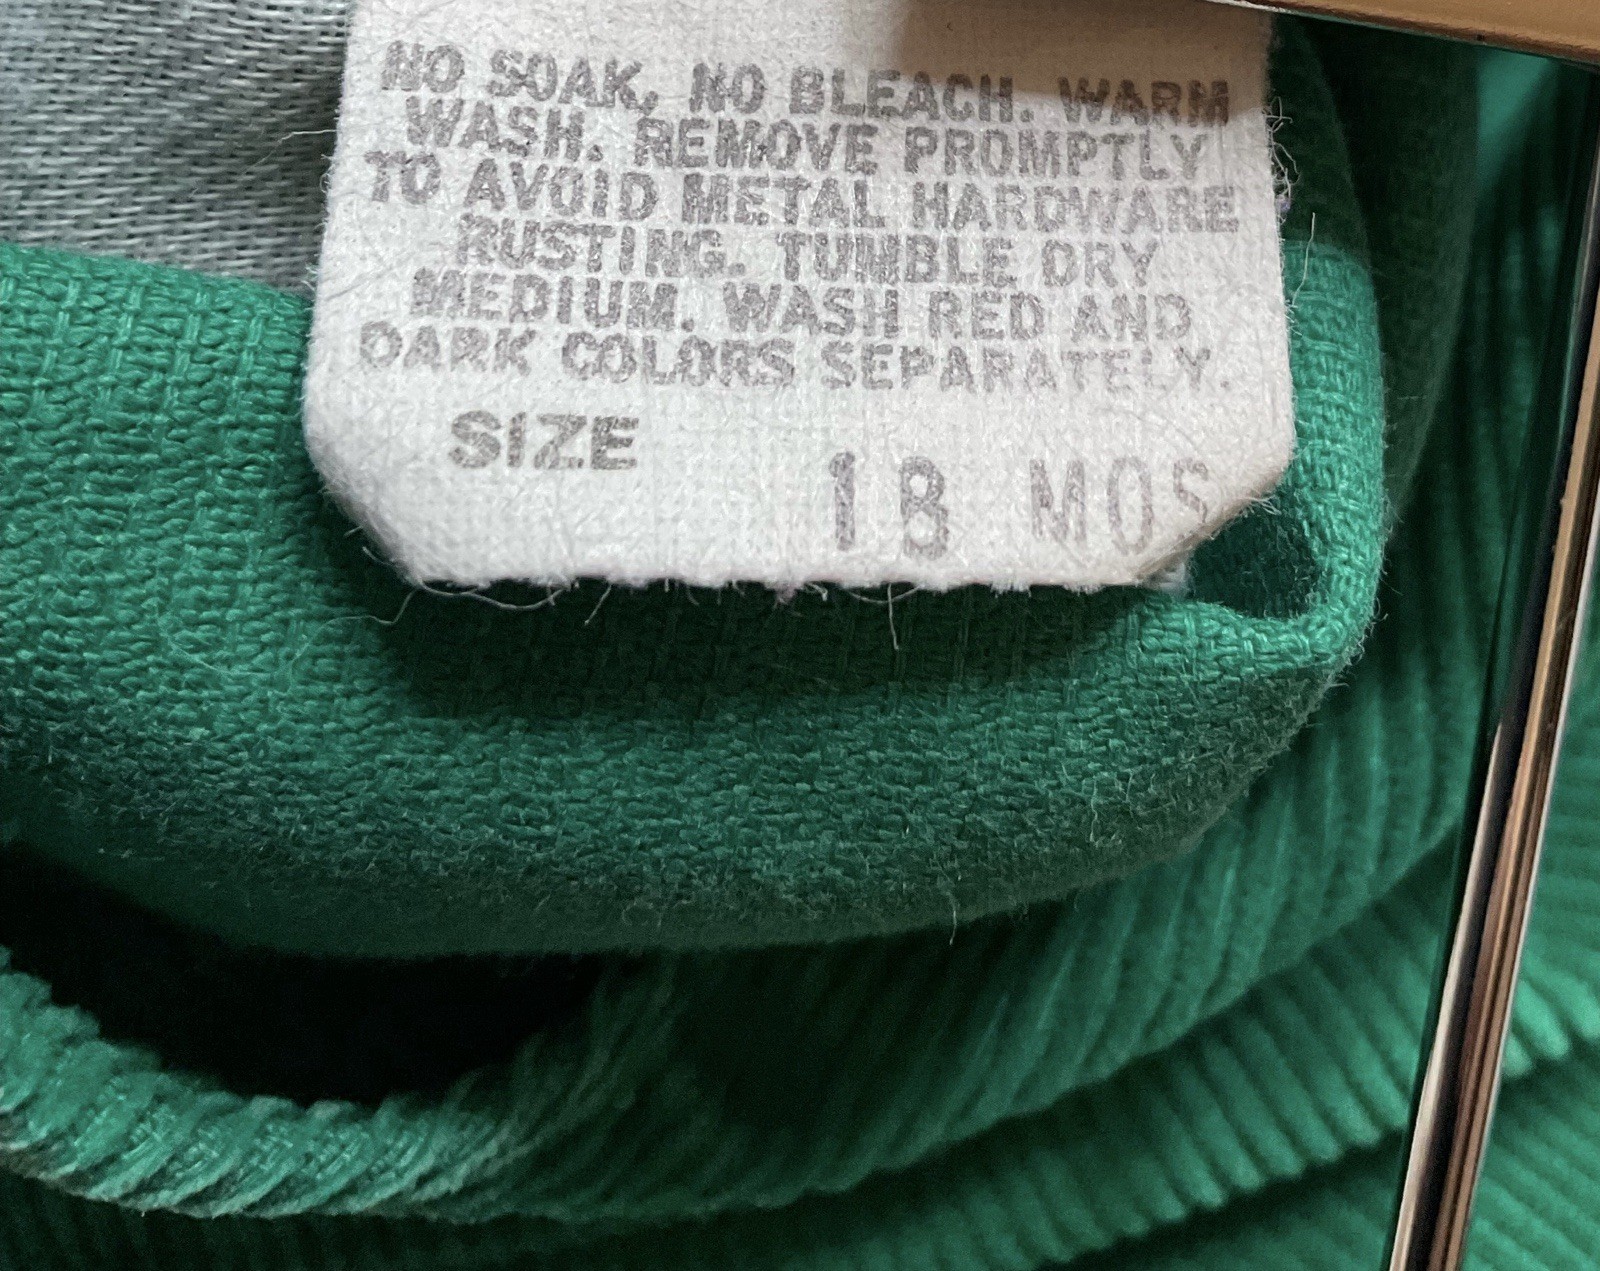 NO SOAK, NO BLEACH. WARM
WASH. REMOVE PROMPTLY
TO AVOID METAL HARDWARE
RUSTING. TUMBLE DRY
MEDIUM. WASH RED AND
DARK COLORS SEPARATELY.
SIZE 18 MOS